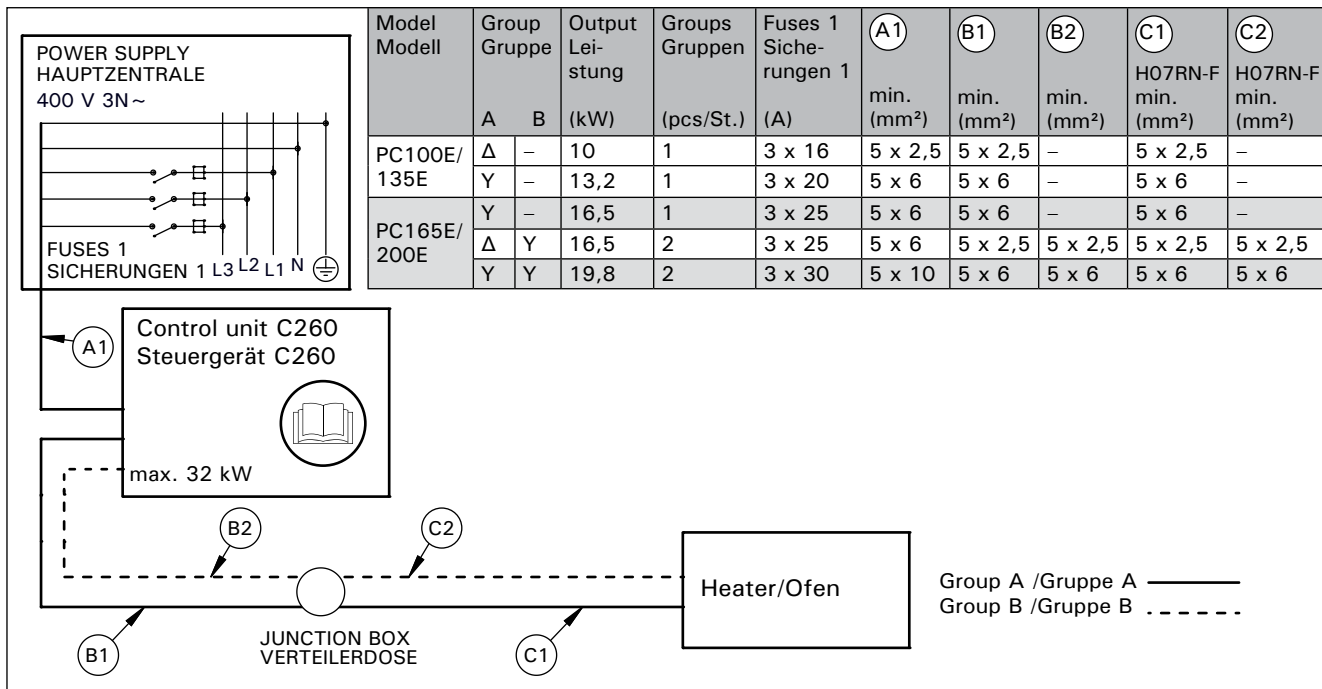 POWER SUPPLY
HAUPTZENTRALE
400 V 3N~
FUSES 1
SICHERUNGEN 1 L3 L2 L1 N
Model Modell | Group Gruppe A B | Output Lei-stung (kW) | Groups Gruppen (pcs/St.) | Fuses 1 Siche-rungen 1 (A) | A1 min. (mm²) | B1 min. (mm²) | B2 min. (mm²) | C1 H07RN-F min. (mm²) | C2 H07RN-F min. (mm²)
PC100E/135E | Δ | – | 10 | 1 | 3 x 16 | 5 x 2,5 | 5 x 2,5 | – | 5 x 2,5 | –
Y | – | 13,2 | 1 | 3 x 20 | 5 x 6 | 5 x 6 | – | 5 x 6 | –
PC165E/200E | Y | – | 16,5 | 1 | 3 x 25 | 5 x 6 | 5 x 6 | – | 5 x 6 | –
Δ | Y | 16,5 | 2 | 3 x 25 | 5 x 6 | 5 x 2,5 | 5 x 2,5 | 5 x 2,5 | 5 x 2,5
Y | Y | 19,8 | 2 | 3 x 30 | 5 x 10 | 5 x 6 | 5 x 6 | 5 x 6 | 5 x 6
A1
Control unit C260
Steuergerät C260
max. 32 kW
B2
C2
Heater/Ofen
Group A /Gruppe A
Group B /Gruppe B
B1
JUNCTION BOX
VERTEILERDOSE
C1